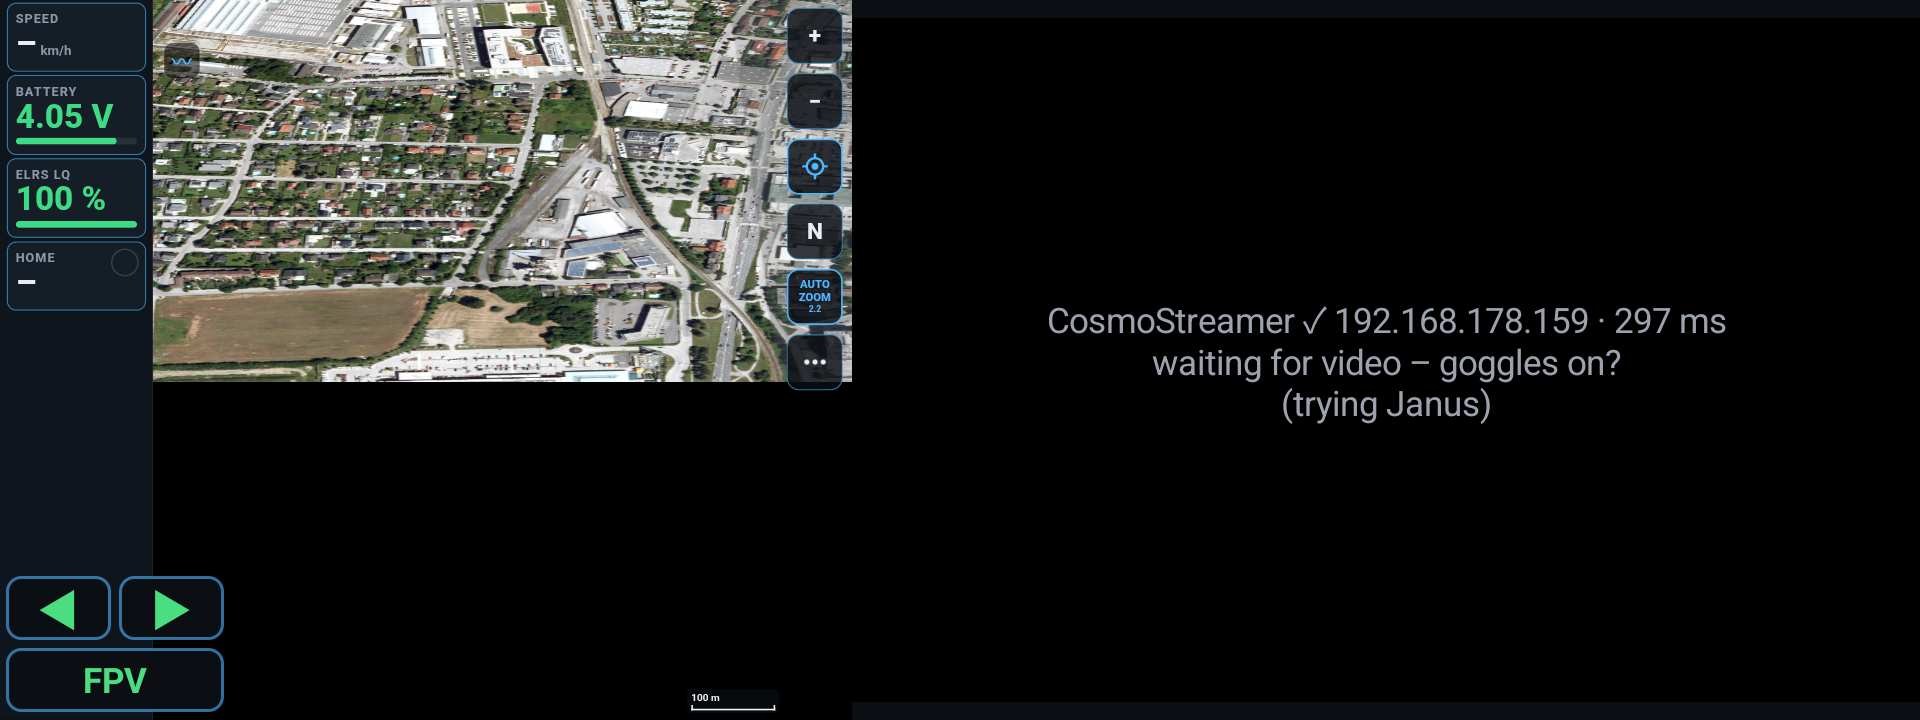 SPEED
– km/h
BATTERY
4.05 V
ELRS LQ
100 %
HOME
–
+
–
N
AUTO
ZOOM
2.2
•••
FPV
100 m
CosmoStreamer ✓ 192.168.178.159 · 297 ms
waiting for video – goggles on?
(trying Janus)